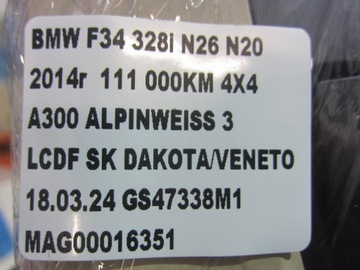 BMW F34 328i N26 N20
2014r 111 000KM 4X4
A300 ALPINWEISS 3
LCDF SK DAKOTA/VENETO
18.03.24 GS47338M1
MAG00016351